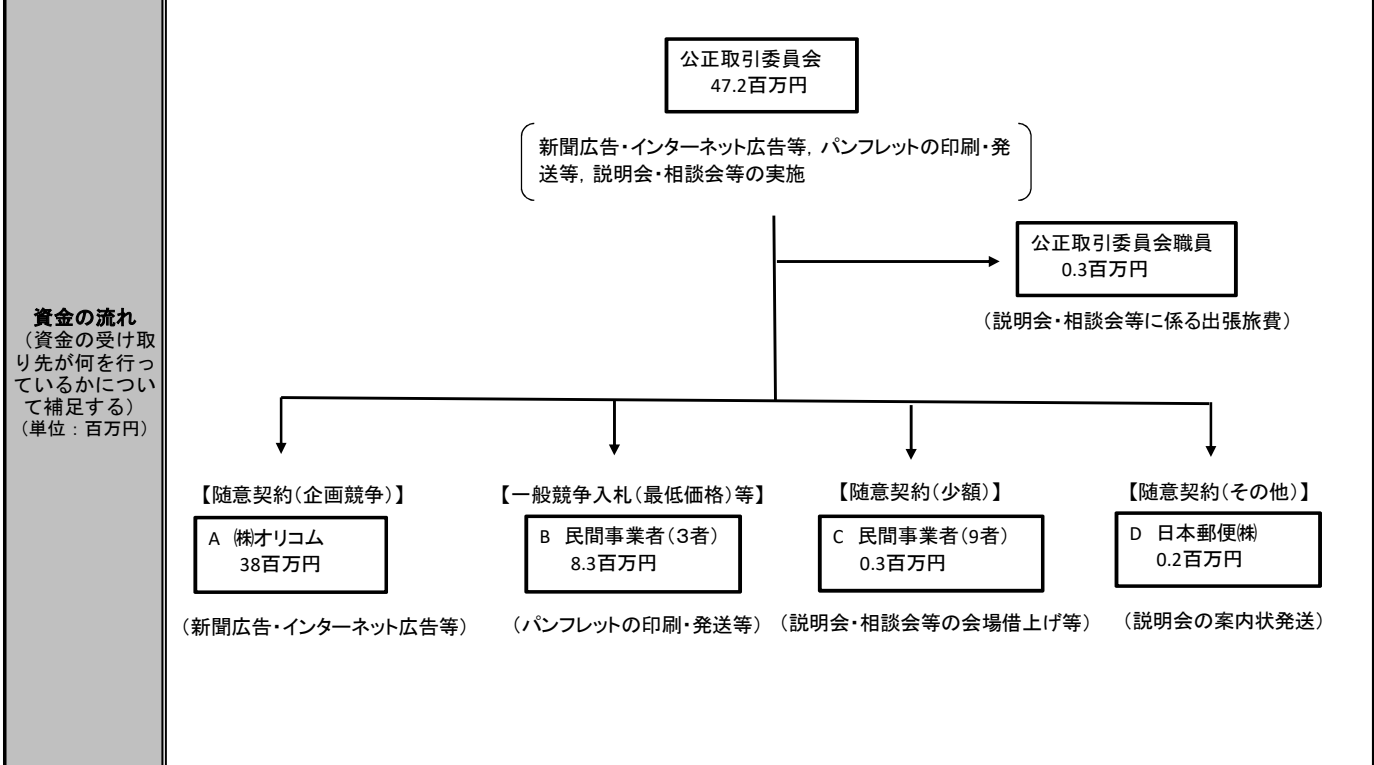 資金の流れ
（資金の受け取
り先が何を行っ
ているかについ
て補足する）
（単位：百万円）
公正取引委員会
47.2百万円
新聞広告・インターネット広告等，パンフレットの印刷・発
送等，説明会・相談会等の実施
公正取引委員会職員
0.3百万円
（説明会・相談会等に係る出張旅費）
【随意契約（企画競争）】
A ㈱オリコム
38百万円
（新聞広告・インターネット広告等）
【一般競争入札（最低価格）等】
B 民間事業者（３者）
8.3百万円
（パンフレットの印刷・発送等）
【随意契約（少額）】
C 民間事業者（9者）
0.3百万円
（説明会・相談会等の会場借上げ等）
【随意契約（その他）】
D 日本郵便㈱
0.2百万円
（説明会の案内状発送）